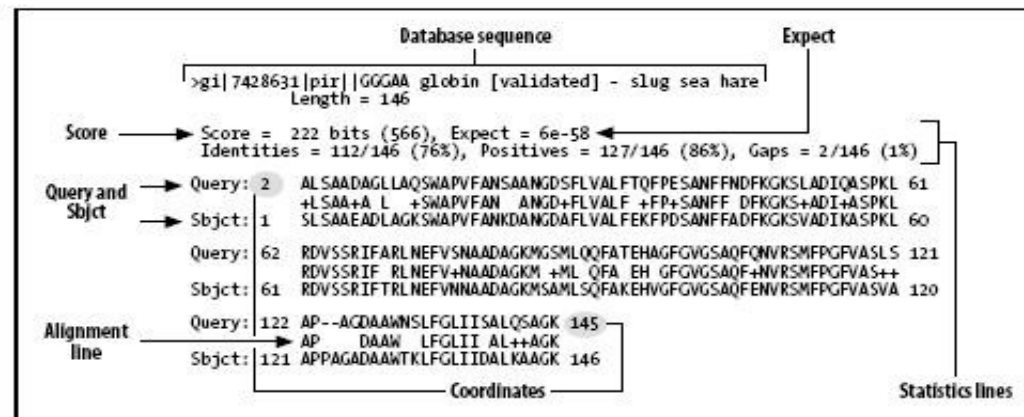 Database sequence
Expect
>gi|7428631|pir||GGGAA globin [validated] - slug sea hare
Length = 146
Score
Score = 222 bits (566), Expect = 6e-58
Identities = 112/146 (76%), Positives = 127/146 (86%), Gaps = 2/146 (1%)
Query and
Sbjct
Query: 2 ALSAADAGLLAQSWAPVFANSAANGDSFLVALFTQFPESANFFNDFKGKSLADIQASPKL 61
+LSAA+A L +SWAPVFAN ANGD+FLVALF +FP+SANFF DFKGKS+ADI+ASPKL
Sbjct: 1 SLSAAEADLAGKSWAPVFANKDANGDAFLVALFEKFPDSANFFADFKGKSVADIKASPKL 60
Query: 62 RDVSSRIFARLNEFVSNAADAGKMGSMLQQFATEHAGFGVGSAQFQNVRSMFPGFVASLS 121
RDVSSRIF RLNEFV+NAADAGKM +ML QFA EH GFGVGSAQF+NVRSMFPGFVAS++
Sbjct: 61 RDVSSRIFTRLNEFVNNAADAGKMSAMLSQFAKEHVGFGVGSAQFENVRSMFPGFVASVA 120
Query: 122 AP--AGDAAWNSLFGLIISALQSAGK 145
Alignment
line
AP DAAW LFGLII AL++AGK
Sbjct: 121 APPAGADAAWTKLFGLIIDALKAAGK 146
Coordinates
Statistics lines